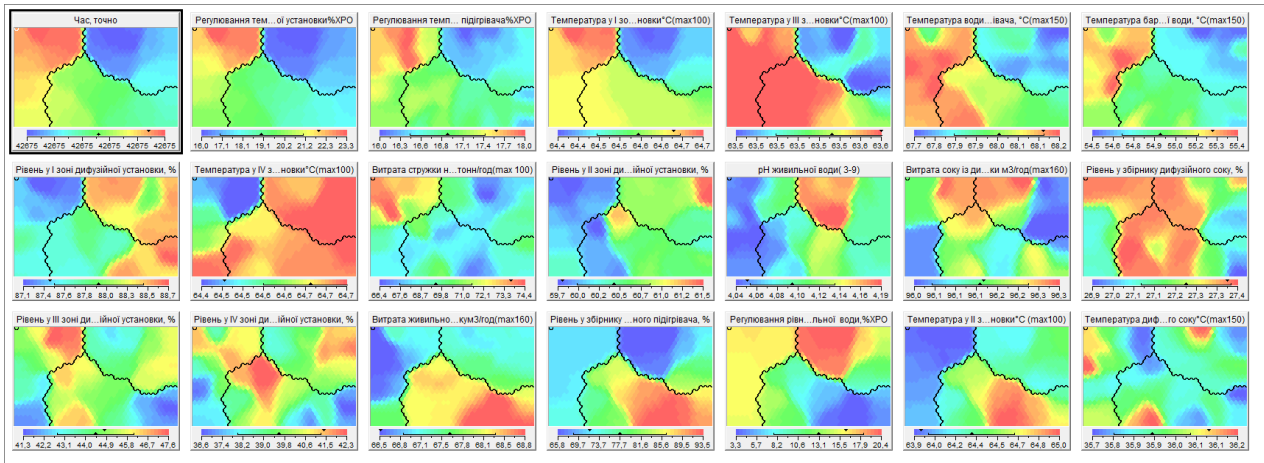 Час, точно
Регулювання тем…ої установки%ХРО
Регулювання темп… підігрівача%ХРО
Температура у І зо…новки°С(max100)
Температура у ІІІ з…новки°С(max100)
Температура води…івача, °С(max150)
Температура бар…ї води, °С(max150)
42675 42675 42675 42675 42675 42675 42675
16,0 17,1 18,1 19,1 20,2 21,2 22,3 23,3
16,0 16,3 16,5 16,8 17,1 17,4 17,7 18,0
64,4 64,4 64,5 64,5 64,6 64,6 64,7 64,7
63,5 63,5 63,5 63,5 63,5 63,6 63,6
67,7 67,8 67,9 67,9 68,0 68,1 68,2 68,2
54,5 54,6 54,8 54,9 55,0 55,2 55,3 55,4
Рівень у І зоні дифузійної установки, %
Температура у IV з…новки°С(max100)
Витрата стружки н…тонн/год(max 100)
Рівень у ІІ зоні ди…ійної установки, %
pH живильної води( 3-9)
Витрата соку із ди…ки м3/год(max160)
Рівень у збірнику дифузійного соку, %
87,1 87,4 87,6 87,8 88,0 88,3 88,5 88,7
64,4 64,5 64,5 64,6 64,6 64,6 64,7 64,7
66,4 67,6 68,7 69,8 71,0 72,1 73,3 74,4
59,7 60,0 60,2 60,5 60,7 61,0 61,2 61,5
4,04 4,06 4,08 4,10 4,12 4,14 4,17 4,19
96,0 96,1 96,1 96,2 96,2 96,2 96,3 96,3
26,9 27,0 27,1 27,1 27,2 27,3 27,3 27,4
Рівень у ІІІ зоні ди…ійної установки, %
Рівень у IV зоні ди…ійної установки, %
Витрата живильно…кум3/год(max160)
Рівень у збірнику …ного підігрівача, %
Регулювання рівн…льної води,%ХРО
Температура у ІІ з…новки°С (max100)
Температура диф…го соку°С(max150)
41,3 42,2 43,1 44,0 44,9 45,8 46,7 47,6
36,6 37,4 38,2 39,0 39,8 40,6 41,5 42,3
66,5 66,8 67,1 67,5 67,8 68,1 68,5 68,8
65,8 69,7 73,7 77,7 81,6 85,6 89,5 93,5
3,3 5,7 8,2 10,6 13,1 15,5 17,9 20,4
63,9 64,0 64,2 64,4 64,5 64,7 64,8 65,0
35,7 35,8 35,9 35,9 36,0 36,1 36,1 36,2